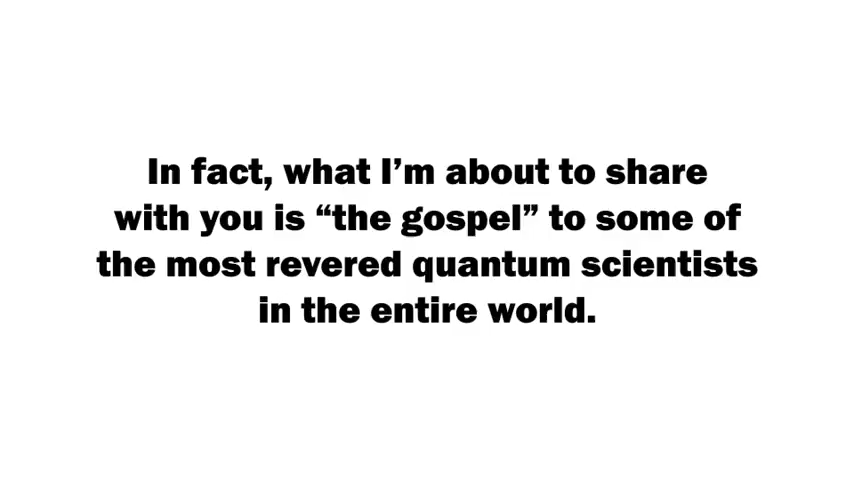 In fact, what I’m about to share
with you is “the gospel” to some of
the most revered quantum scientists
in the entire world.